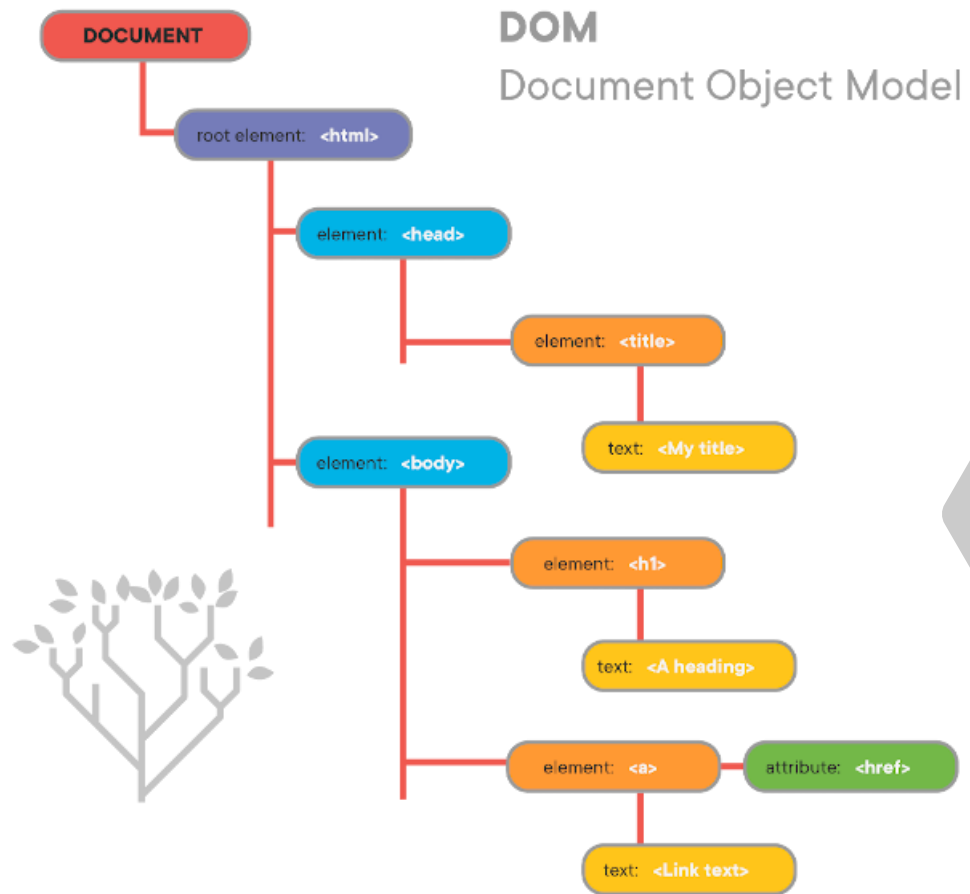 DOCUMENT
DOM
Document Object Model
root element: <html>
element: <head>
element: <title>
text: <My title>
element: <body>
element: <h1>
text: <A heading>
element: <a>
attribute: <href>
text: <Link text>